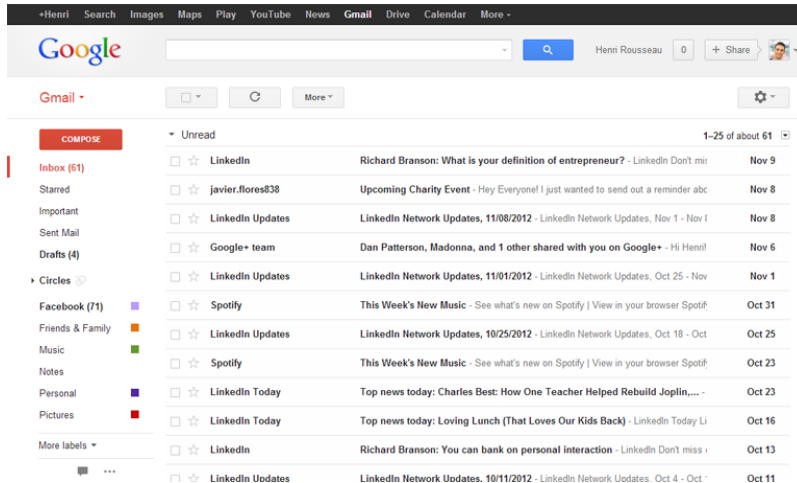 +Henri Search Images Maps Play YouTube News Gmail Drive Calendar More
Google Henri Rousseau 0 + Share
Gmail More
COMPOSE
Unread 1–25 of about 61
Inbox (61)
Starred
Important
Sent Mail
Drafts (4)
Circles
Facebook (71)
Friends & Family
Music
Notes
Personal
Pictures
More labels
LinkedIn Richard Branson: What is your definition of entrepreneur? - LinkedIn Don't Nov 9
javier.flores838 Upcoming Charity Event - Hey Everyone! I just wanted to send out a reminder Nov 8
LinkedIn Updates LinkedIn Network Updates, 11/08/2012 - LinkedIn Network Updates, Nov 1 - Nov Nov 8
Google+ team Dan Patterson, Madonna, and 1 other shared with you on Google+ - Hi Henri! Nov 6
LinkedIn Updates LinkedIn Network Updates, 11/01/2012 - LinkedIn Network Updates, Oct 25 - Nov Nov 1
Spotify This Week's New Music - See what's new on Spotify | View in your browser Oct 31
LinkedIn Updates LinkedIn Network Updates, 10/25/2012 - LinkedIn Network Updates, Oct 18 - Oct Oct 25
Spotify This Week's New Music - See what's new on Spotify | View in your browser Oct 23
LinkedIn Today Top news today: Charles Best: How One Teacher Helped Rebuild Joplin,... - Oct 23
LinkedIn Today Top news today: Loving Lunch (That Loves Our Kids Back) - LinkedIn Today Oct 16
LinkedIn Richard Branson: You can bank on personal interaction - LinkedIn Don't miss Oct 13
LinkedIn Updates LinkedIn Network Updates, 10/11/2012 - LinkedIn Network Updates, Oct 4 - Oct Oct 11